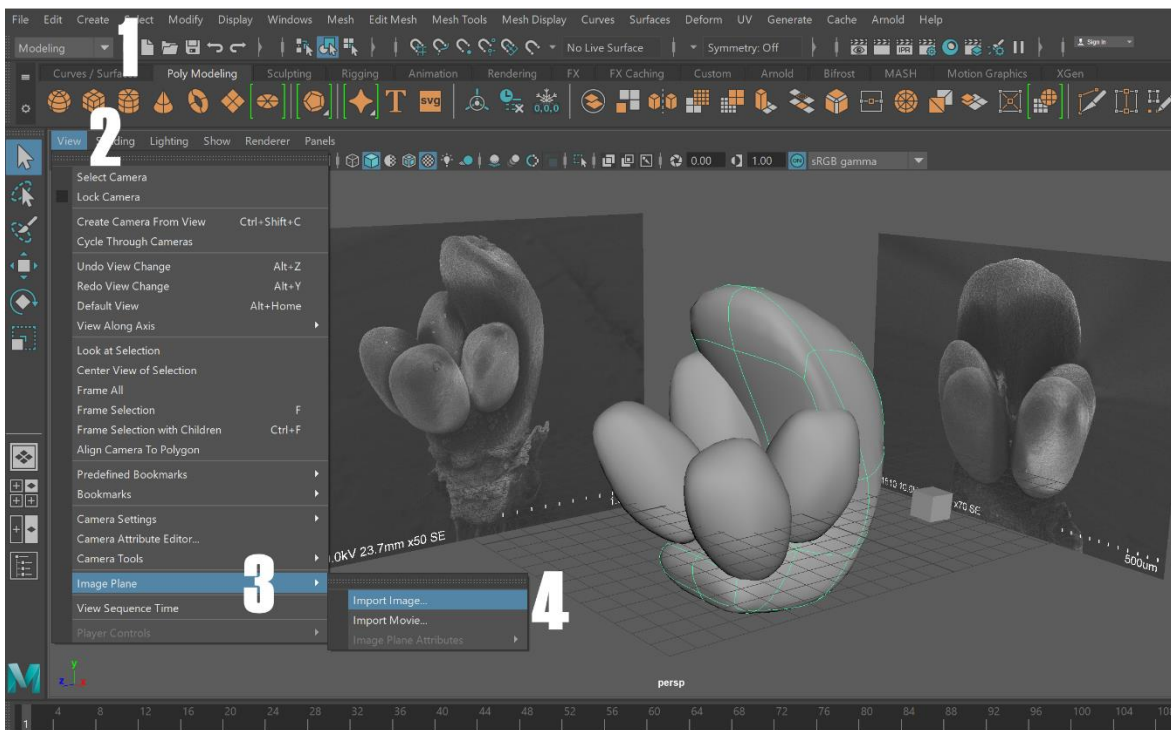 File Edit Create Select Modify Display Windows Mesh Edit Mesh Mesh Tools Mesh Display Curves Surfaces Deform UV Generate Cache Arnold Help
1
Modeling No Live Surface Symmetry: Off Sign In
Poly Modeling Sculpting Rigging Animation Rendering FX FX Caching Custom Arnold Bifrost MASH Motion Graphics XGen
T svg 0,0,0
2
View Lighting Show Renderer Panels
0.00 1.00 sRGB gamma
Select Camera
Lock Camera
Create Camera From View Ctrl+Shift+C
Cycle Through Cameras
Undo View Change Alt+Z
Redo View Change Alt+Y
Default View Alt+Home
View Along Axis
Look at Selection
Center View of Selection
Frame All
Frame Selection F
Frame Selection with Children Ctrl+F
Align Camera To Polygon
Predefined Bookmarks
Bookmarks
Camera Settings
Camera Attribute Editor...
Camera Tools
Image Plane
3
View Sequence Time
Player Controls
Import Image...
Import Movie...
Image Plane Attributes
4
.0kV 23.7mm x50 SE
x70 SE
500um
M
y
z x
persp
4 8 12 16 20 24 28 32 36 40 44 48 52 56 60 64 68 72 76 80 84 88 92 96 100 104
1